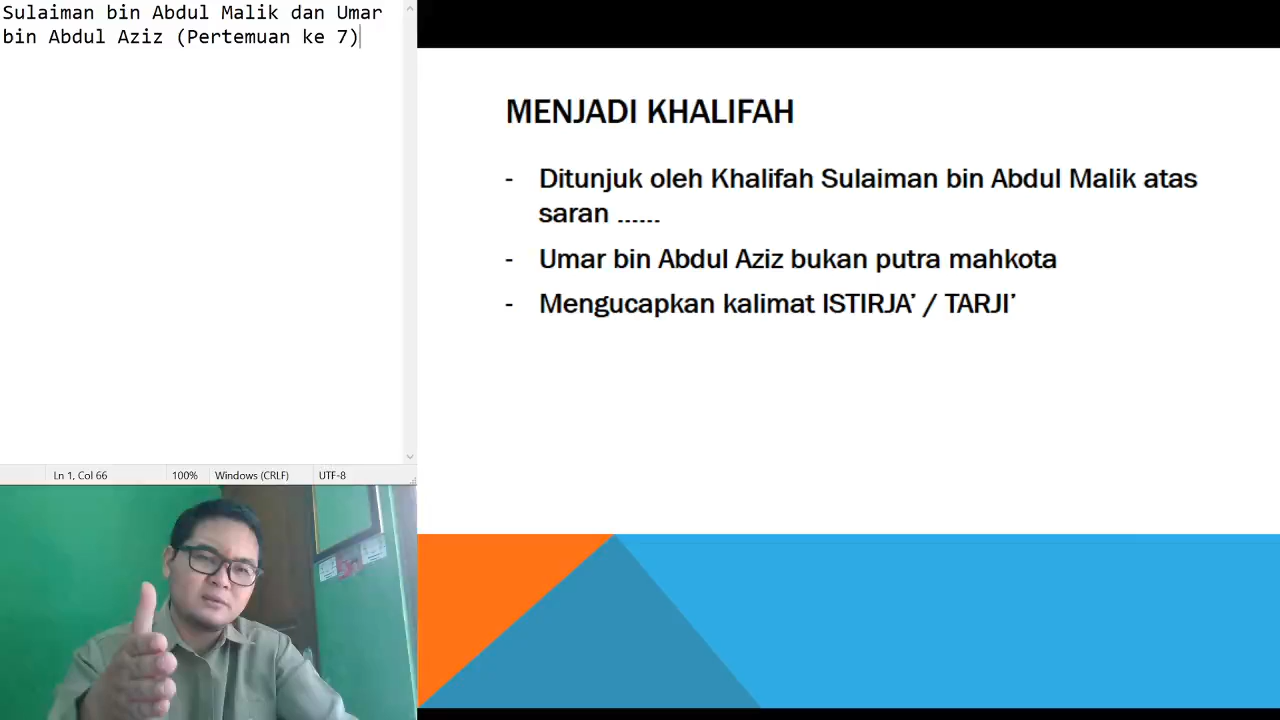 Sulaiman bin Abdul Malik dan Umar
bin Abdul Aziz (Pertemuan ke 7)
Ln 1, Col 66
100%
Windows (CRLF)
UTF-8
MENJADI KHALIFAH
- Ditunjuk oleh Khalifah Sulaiman bin Abdul Malik atas
saran ......
- Umar bin Abdul Aziz bukan putra mahkota
- Mengucapkan kalimat ISTIRJA’ / TARJI’